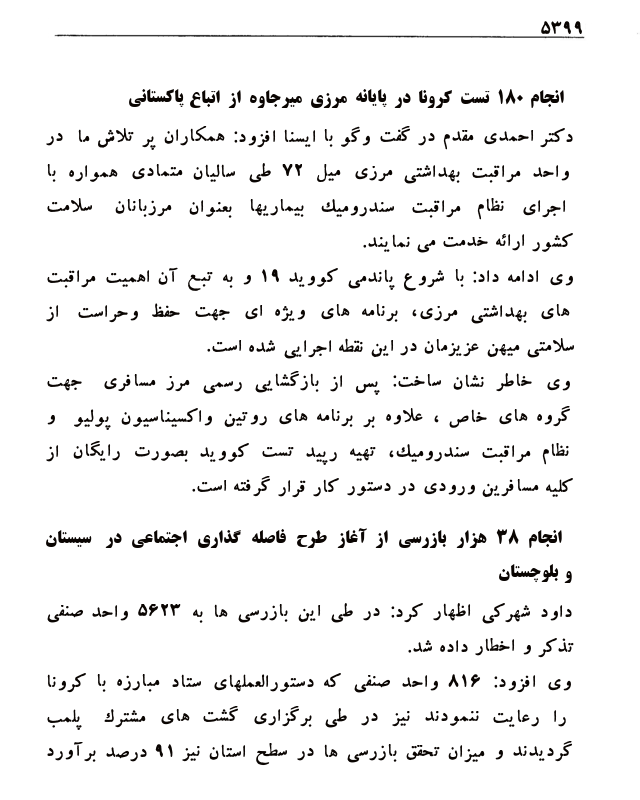 ۵۳۹۹
انجام ۱۸۰ تست کرونا در پایانه مرزی میرجاوه از اتباع پاکستانی
دکتر احمدی مقدم در گفت وگو با ایسنا افزود: همکاران پر تلاش ما در
واحد مراقبت بهداشتی مرزی میل ۷۲ طی سالیان متمادی همواره با
اجرای نظام مراقبت سندرومیك بیماریها بعنوان مرزبانان سلامت
کشور ارائه خدمت می نمایند.
وی ادامه داد: با شروع پاندمی کووید ۱۹ و به تبع آن اهمیت مراقبت
های بهداشتی مرزی، برنامه های ویژه ای جهت حفظ وحراست از
سلامتی میهن عزیزمان در این نقطه اجرایی شده است.
وی خاطر نشان ساخت: پس از بازگشایی رسمی مرز مسافری جهت
گروه های خاص ، علاوه بر برنامه های روتین واکسیناسیون پولیو و
نظام مراقبت سندرومیك، تهیه رپید تست کووید بصورت رایگان از
کلیه مسافرین ورودی در دستور کار قرار گرفته است.
انجام ۳۸ هزار بازرسی از آغاز طرح فاصله گذاری اجتماعی در سیستان
و بلوچستان
داود شهرکی اظهار کرد: در طی این بازرسی ها به ۵۶۲۳ واحد صنفی
تذکر و اخطار داده شد.
وی افزود: ۸۱۶ واحد صنفی که دستورالعملهای ستاد مبارزه با کرونا
را رعایت ننمودند نیز در طی برگزاری گشت های مشترك پلمب
گردیدند و میزان تحقق بازرسی ها در سطح استان نیز ۹۱ درصد برآورد